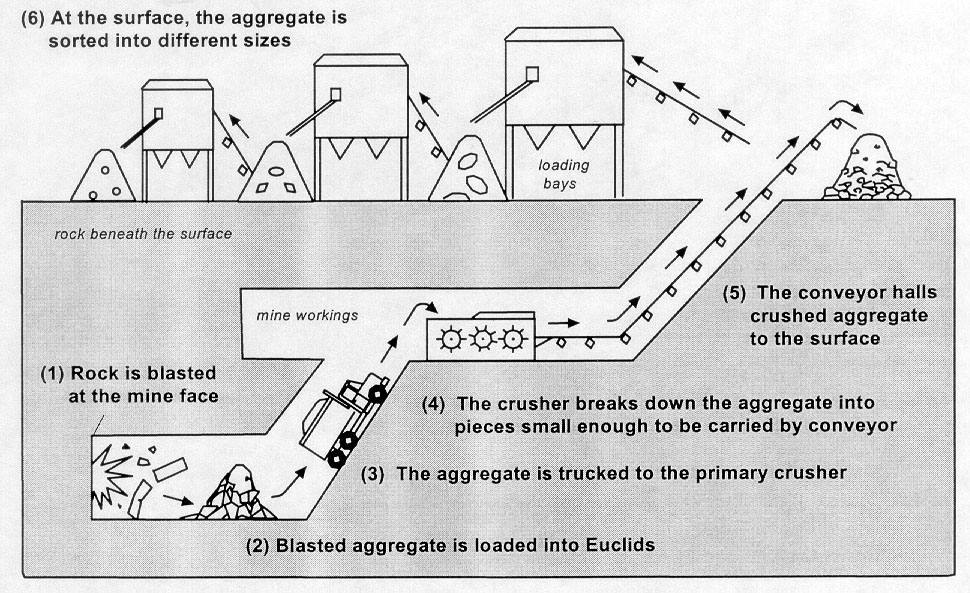 (6) At the surface, the aggregate is
sorted into different sizes
loading
bays
rock beneath the surface
mine workings
(5) The conveyor halls
crushed aggregate
to the surface
(1) Rock is blasted
at the mine face
(4) The crusher breaks down the aggregate into
pieces small enough to be carried by conveyor
(3) The aggregate is trucked to the primary crusher
(2) Blasted aggregate is loaded into Euclids